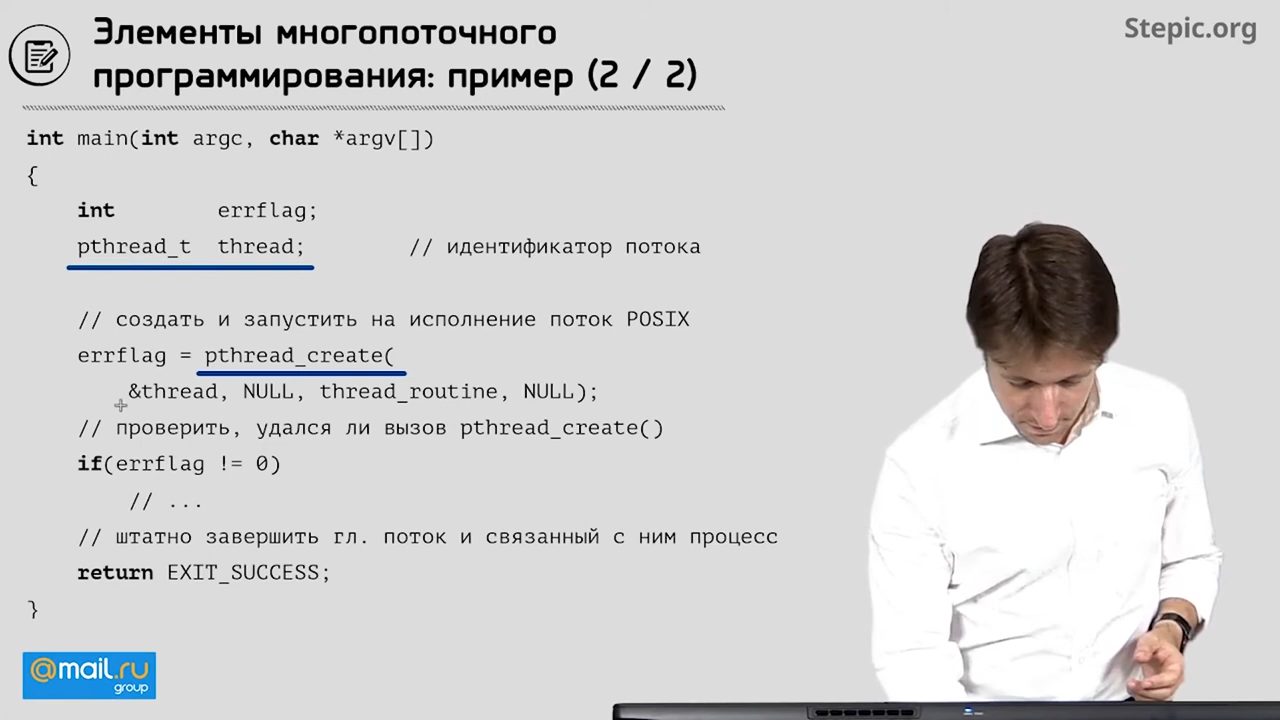 Элементы многопоточного
программирования: пример (2 / 2)
Stepic.org
int main(int argc, char *argv[])
{
int errflag;
pthread_t thread; // идентификатор потока
// создать и запустить на исполнение поток POSIX
errflag = pthread_create(
&thread, NULL, thread_routine, NULL);
// проверить, удался ли вызов pthread_create()
if(errflag != 0)
// ...
// штатно завершить гл. поток и связанный с ним процесс
return EXIT_SUCCESS;
}
@mail.ru
group